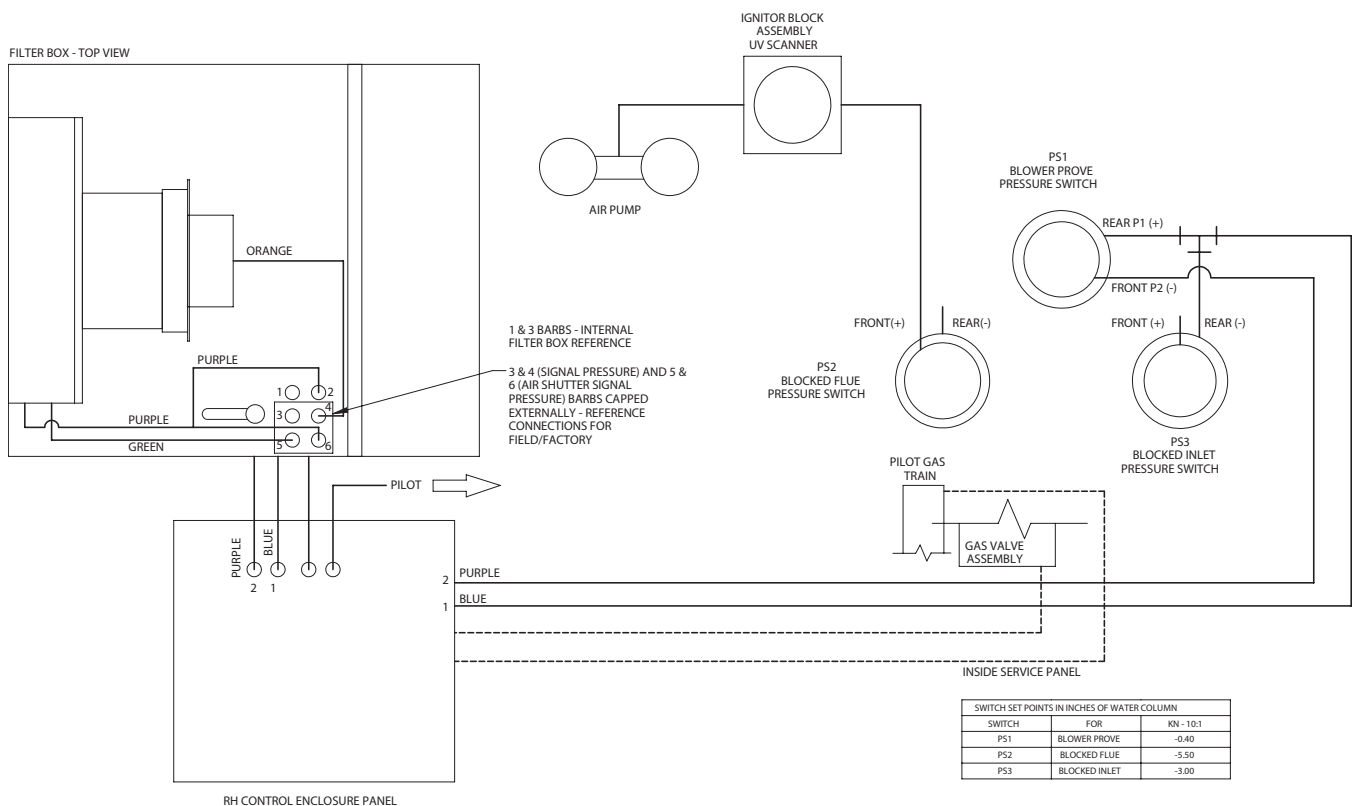 IGNITOR BLOCK
ASSEMBLY
UV SCANNER
FILTER BOX - TOP VIEW
AIR PUMP
PS1
BLOWER PROVE
PRESSURE SWITCH
REAR P1 (+)
FRONT P2 (-)
ORANGE
1 & 3 BARBS - INTERNAL
FILTER BOX REFERENCE
3 & 4 (SIGNAL PRESSURE) AND 5 &
6 (AIR SHUTTER SIGNAL
PRESSURE) BARBS CAPPED
EXTERNALLY - REFERENCE
CONNECTIONS FOR
FIELD/FACTORY
FRONT(+)
REAR(-)
PS2
BLOCKED FLUE
PRESSURE SWITCH
FRONT (+)
REAR (-)
PS3
BLOCKED INLET
PRESSURE SWITCH
PURPLE
1
2
3
4
5
6
PURPLE
GREEN
PILOT
PILOT GAS
TRAIN
GAS VALVE
ASSEMBLY
PURPLE
BLUE
2
1
2
PURPLE
1
BLUE
INSIDE SERVICE PANEL
SWITCH SET POINTS IN INCHES OF WATER COLUMN
SWITCH FOR KN - 10:1
PS1 BLOWER PROVE -0.40
PS2 BLOCKED FLUE -5.50
PS3 BLOCKED INLET -3.00
RH CONTROL ENCLOSURE PANEL